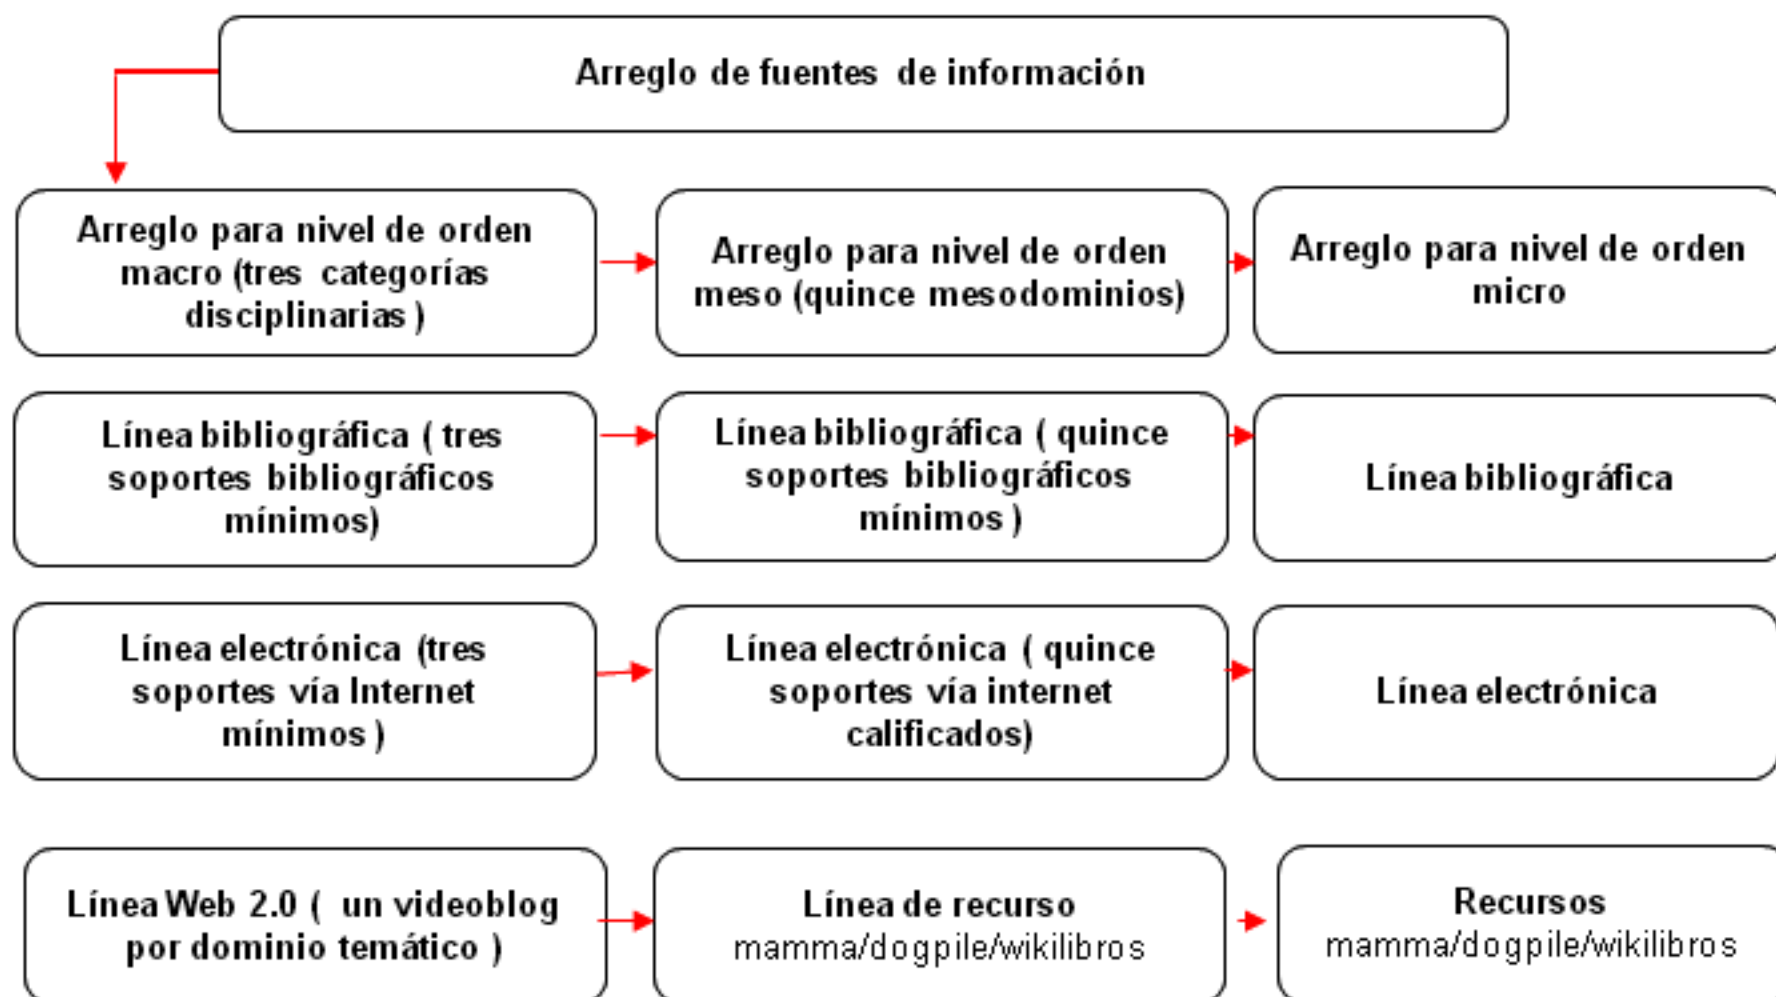 Arreglo de fuentes de información
Arreglo para nivel de orden
macro (tres categorías
disciplinarias )
Arreglo para nivel de orden
meso (quince mesodominios)
Arreglo para nivel de orden
micro
Línea bibliográfica ( tres
soportes bibliográficos
mínimos)
Línea bibliográfica ( quince
soportes bibliográficos
mínimos )
Línea bibliográfica
Línea electrónica (tres
soportes vía Internet
mínimos )
Línea electrónica ( quince
soportes vía internet
calificados)
Línea electrónica
Línea Web 2.0 ( un videoblog
por dominio temático )
Línea de recurso
mamma/dogpile/wikilibros
Recursos
mamma/dogpile/wikilibros